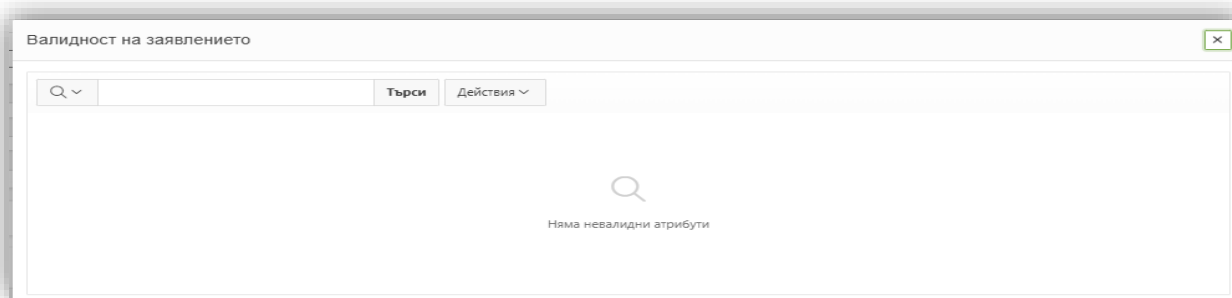 Валидност на заявлението
Търси Действия
Няма невалидни атрибути